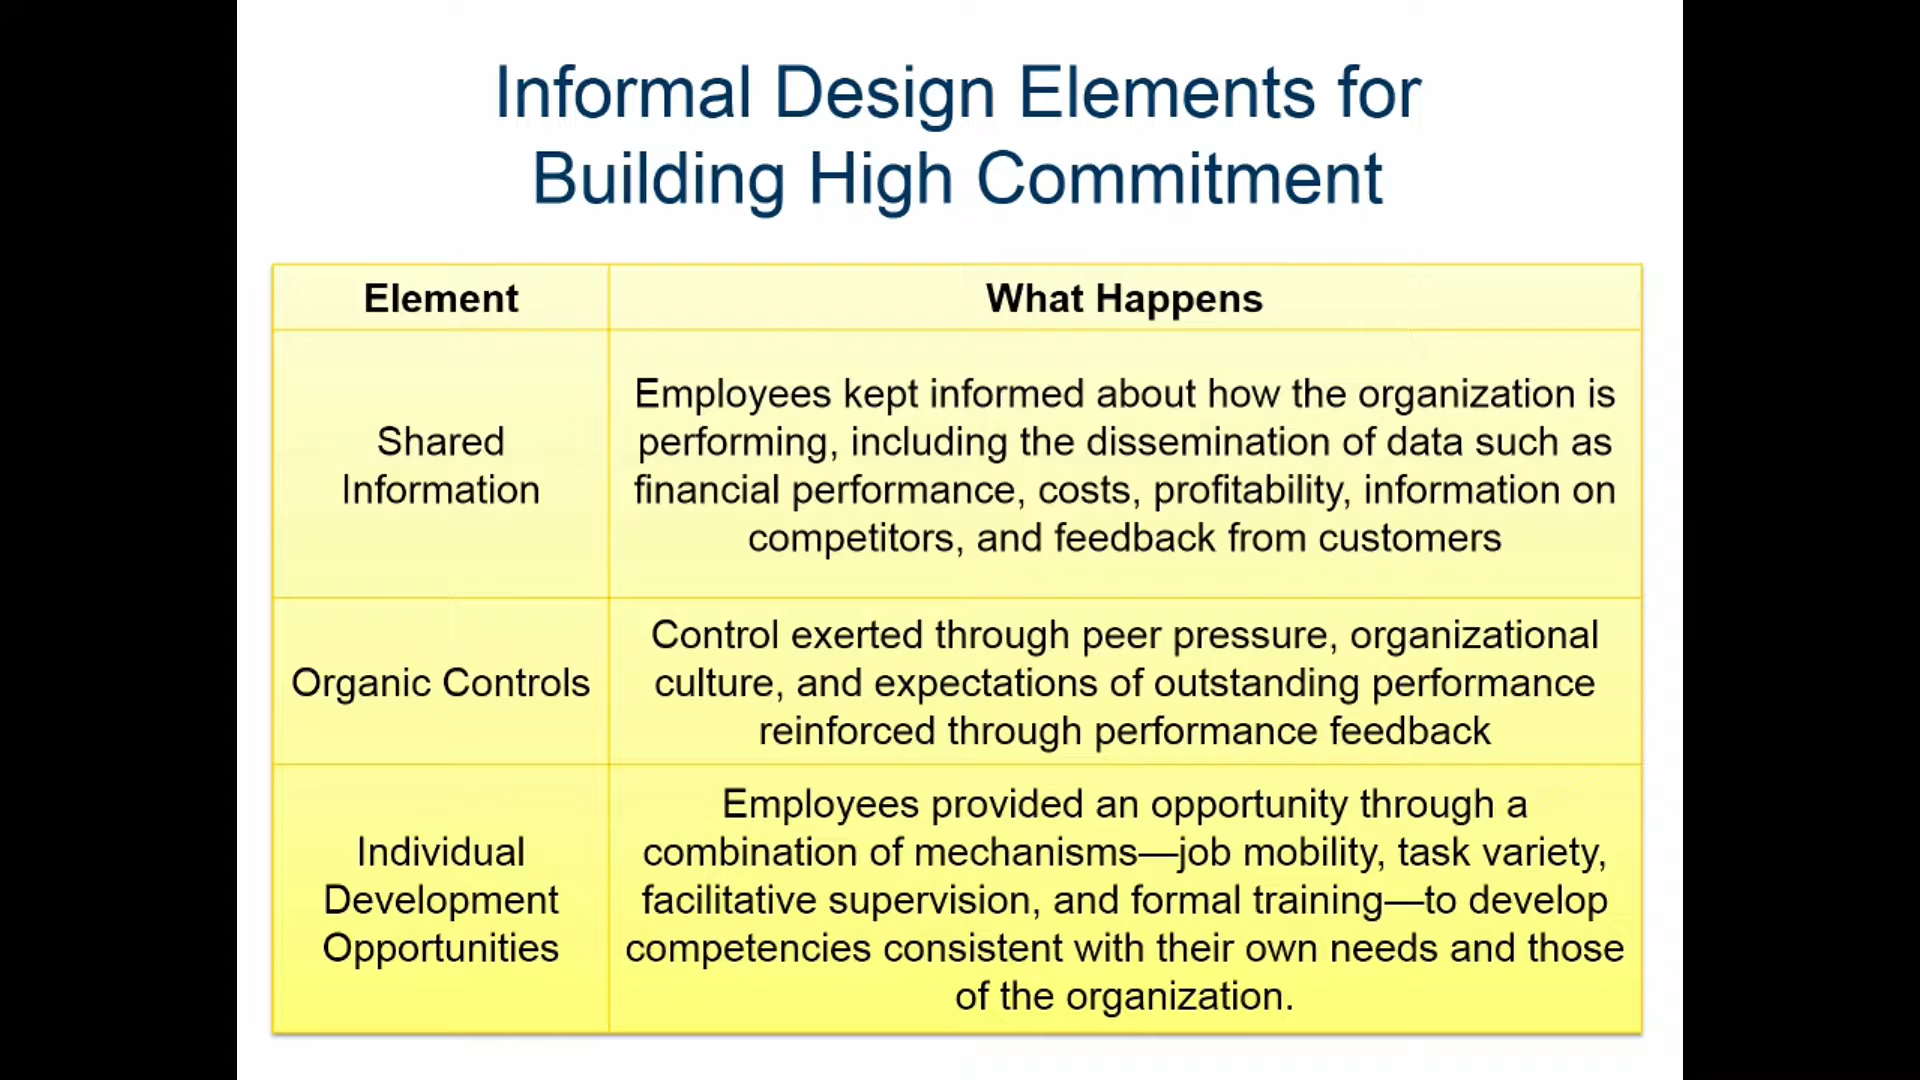 Informal Design Elements for
Building High Commitment
Element
What Happens
Shared
Information
Employees kept informed about how the organization is
performing, including the dissemination of data such as
financial performance, costs, profitability, information on
competitors, and feedback from customers
Organic Controls
Control exerted through peer pressure, organizational
culture, and expectations of outstanding performance
reinforced through performance feedback
Individual
Development
Opportunities
Employees provided an opportunity through a
combination of mechanisms—job mobility, task variety,
facilitative supervision, and formal training—to develop
competencies consistent with their own needs and those
of the organization.